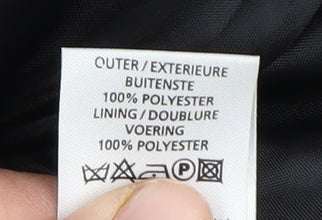 OUTER / EXTERIEURE
BUITENSTE
100% POLYESTER
LINING / DOUBLURE
VOERING
100% POLYESTER
P